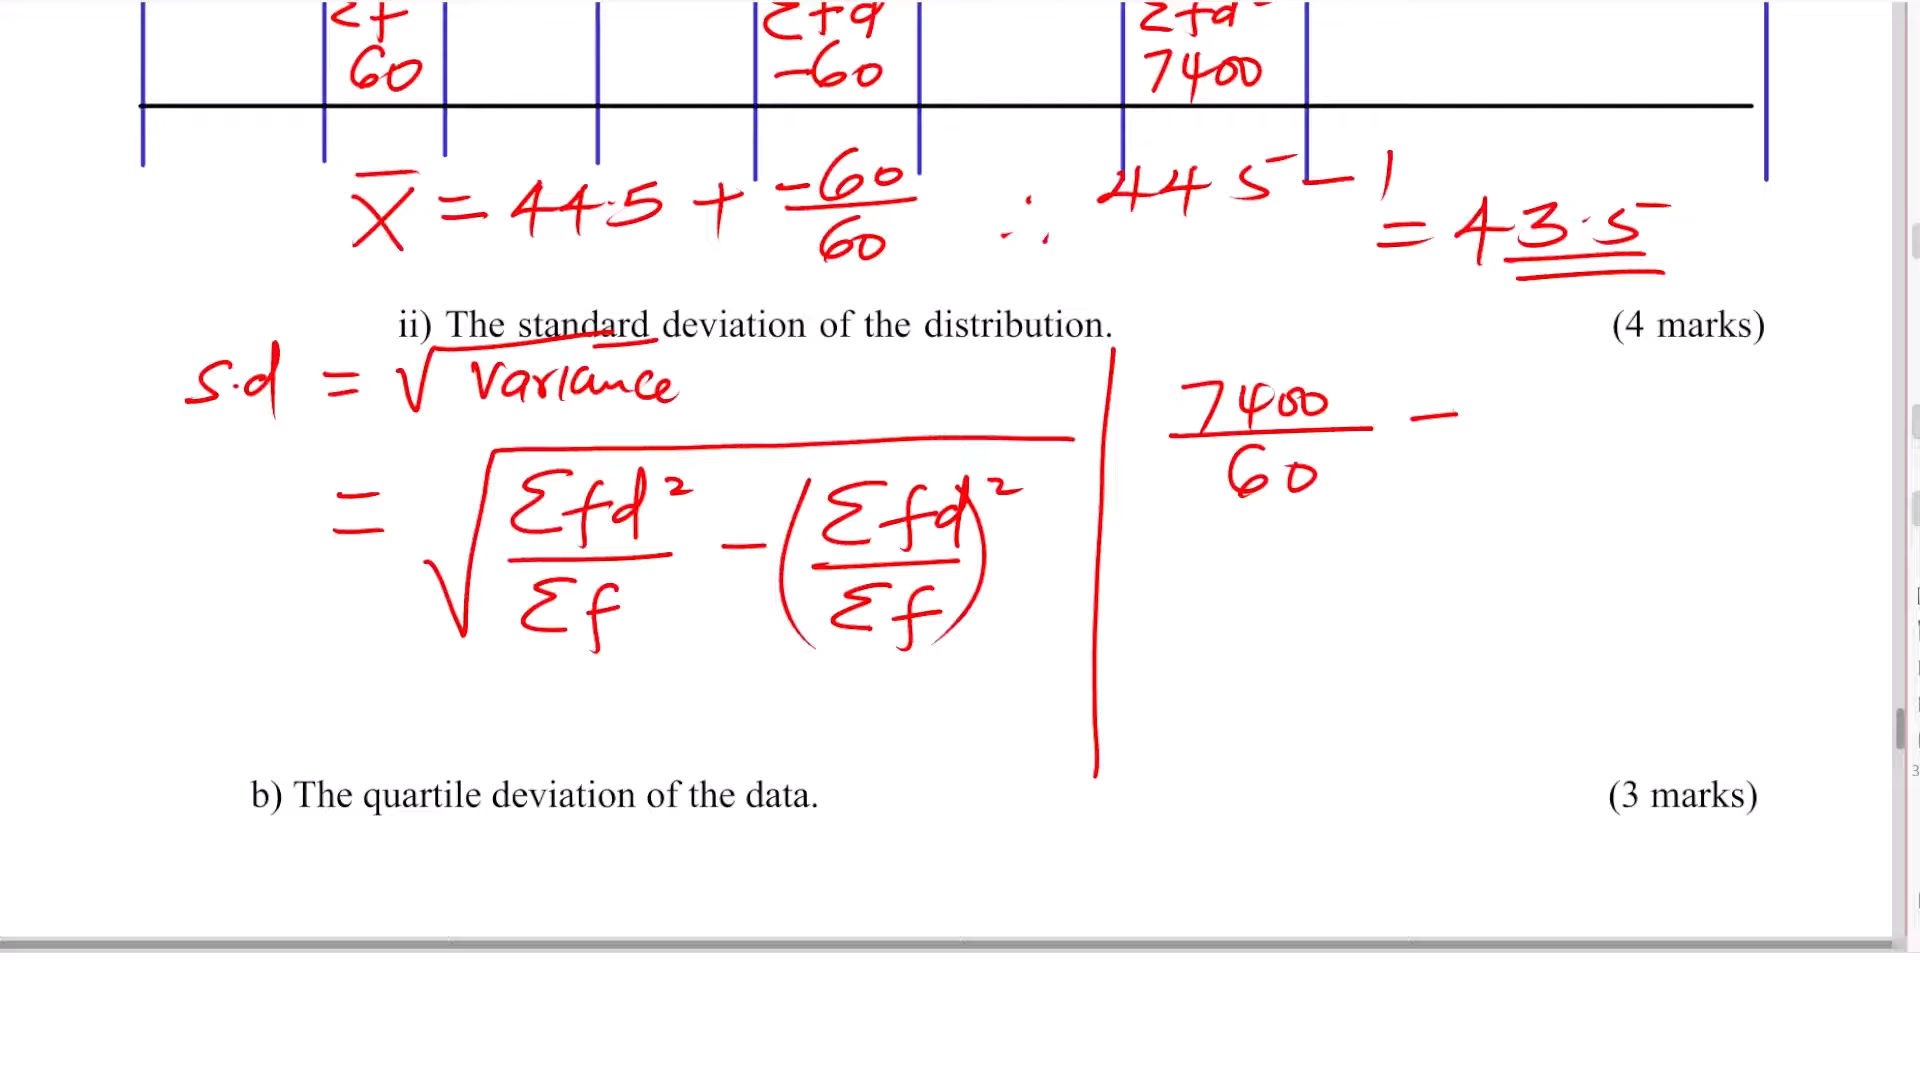 Σf Σfd Σfd²
60 -60 7400
X̄ = 44.5 + -60/60 ∴ 44 5 - 1 = 43.5
ii) The standard deviation of the distribution. (4 marks)
s.d = √variance
= √Σfd²/Σf - (Σfd/Σf)² 7400/60 -
b) The quartile deviation of the data. (3 marks)